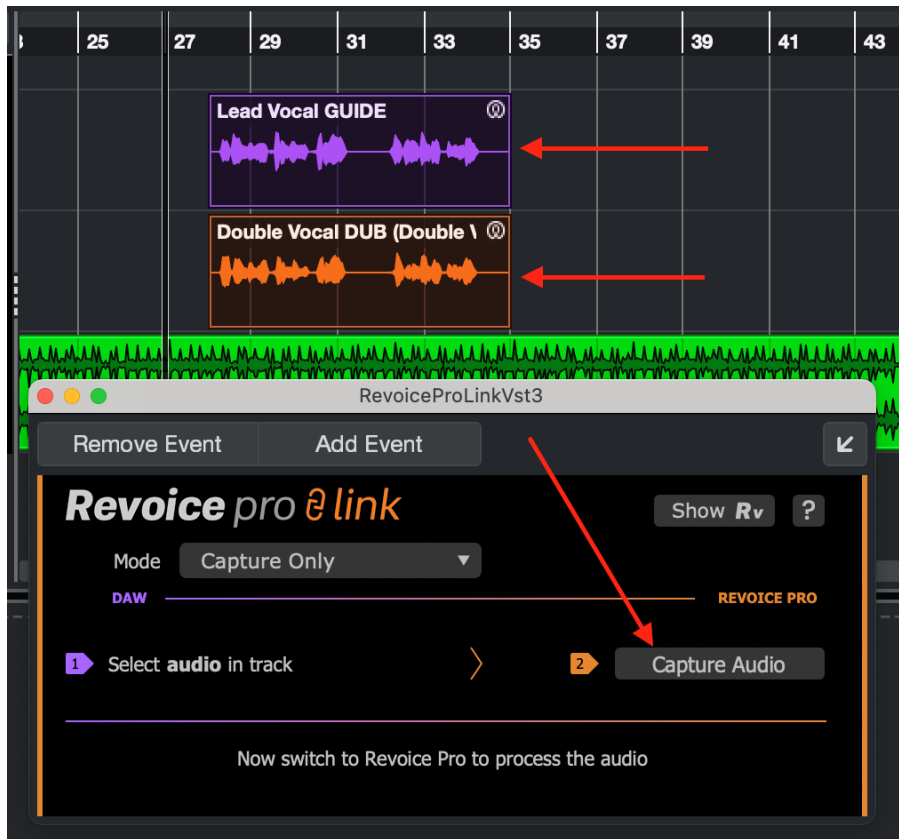 25 27 29 31 33 35 37 39 41 43
Lead Vocal GUIDE
Double Vocal DUB (Double
RevoiceProLinkVst3
Remove Event Add Event
Revoice pro link
Show Rv ?
Mode Capture Only
DAW REVOICE PRO
1 Select audio in track 2 Capture Audio
Now switch to Revoice Pro to process the audio